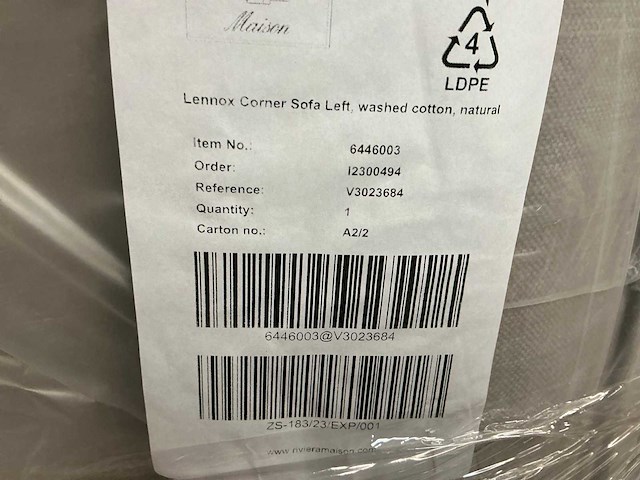 Maison
4
LDPE
Lennox Corner Sofa Left, washed cotton, natural
Item No.: 6446003
Order: I2300494
Reference: V3023684
Quantity: 1
Carton no.: A2/2
6446003@V3023684
ZS-183/23/EXP/001
www.rivieramaison.com